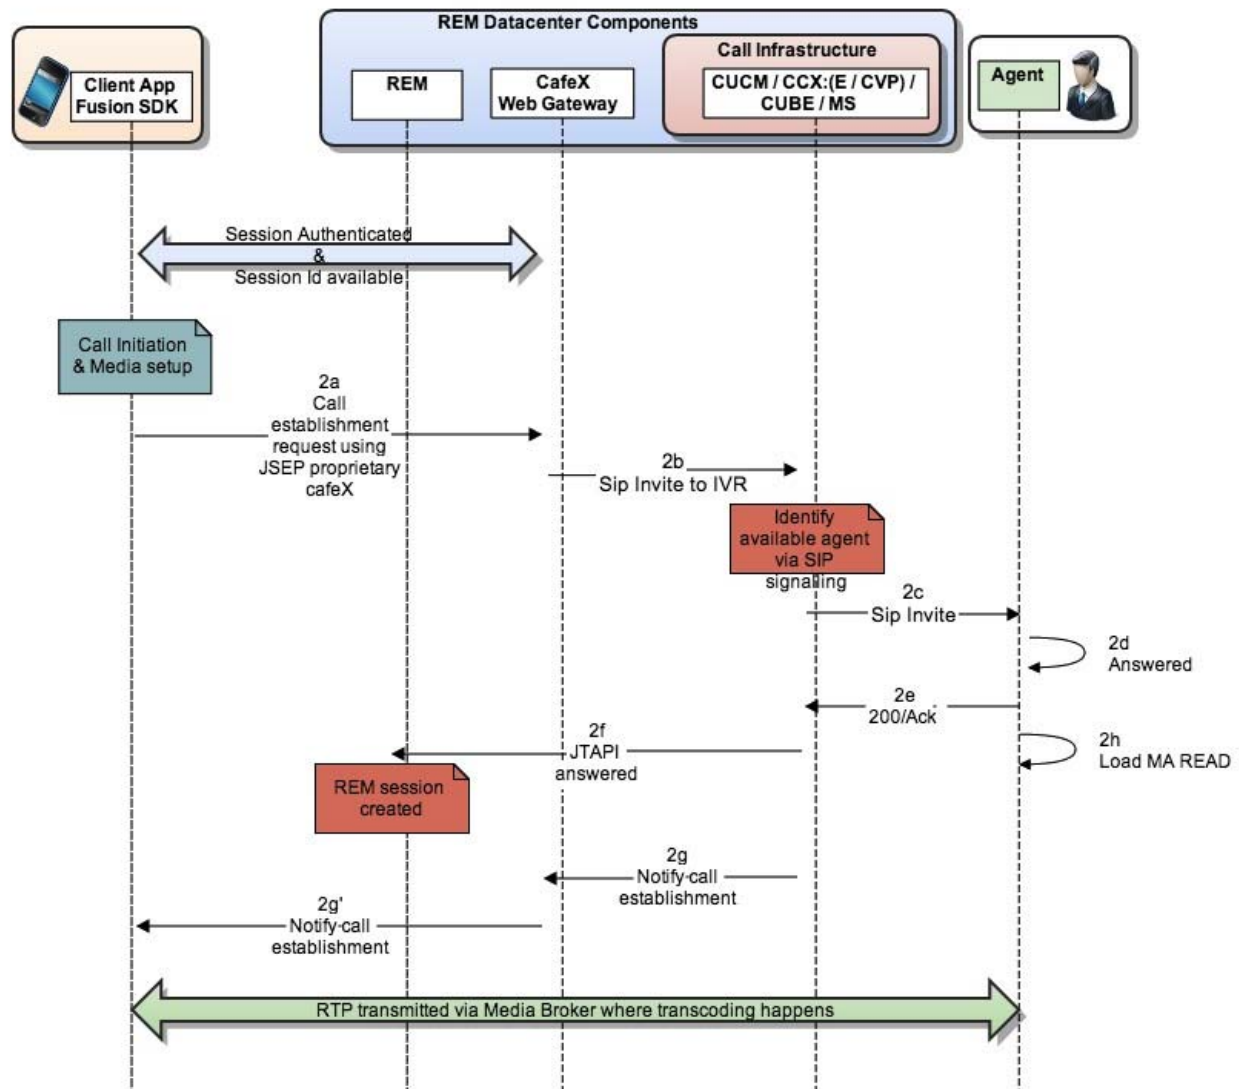 REM Datacenter Components
Call Infrastructure
Client App
Fusion SDK
REM
CafeX
Web Gateway
CUCM / CCX:(E / CVP) /
CUBE / MS
Agent
Session Authenticated
&
Session Id available
Call Initiation
& Media setup
2a
Call
establishment
request using
JSEP proprietary
cafeX
2b
Sip Invite to IVR
Identify
available agent
via SIP
signalling
2c
Sip Invite
2d
Answered
2e
200/Ack
2f
JTAPI
answered
2h
Load MA READ
REM session
created
2g
Notify call
establishment
2g'
Notify call
establishment
RTP transmitted via Media Broker where transcoding happens